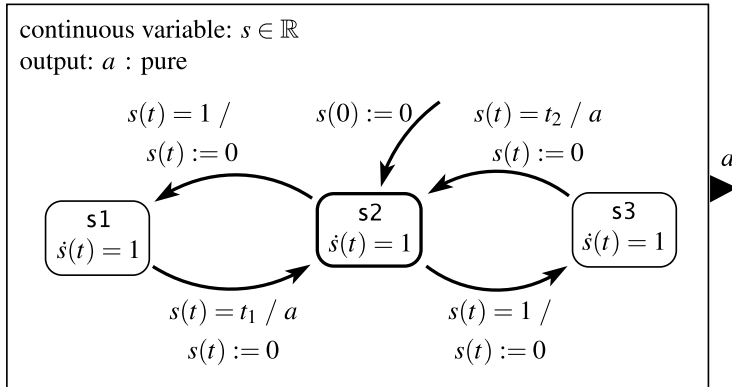 continuous variable: s ∈ ℝ
output: a : pure
s(t) = 1 /
s(t) := 0
s(0) := 0
s(t) = t₂ / a
s(t) := 0
a
s1
ṡ(t) = 1
s2
ṡ(t) = 1
s3
ṡ(t) = 1
s(t) = t₁ / a
s(t) := 0
s(t) = 1 /
s(t) := 0